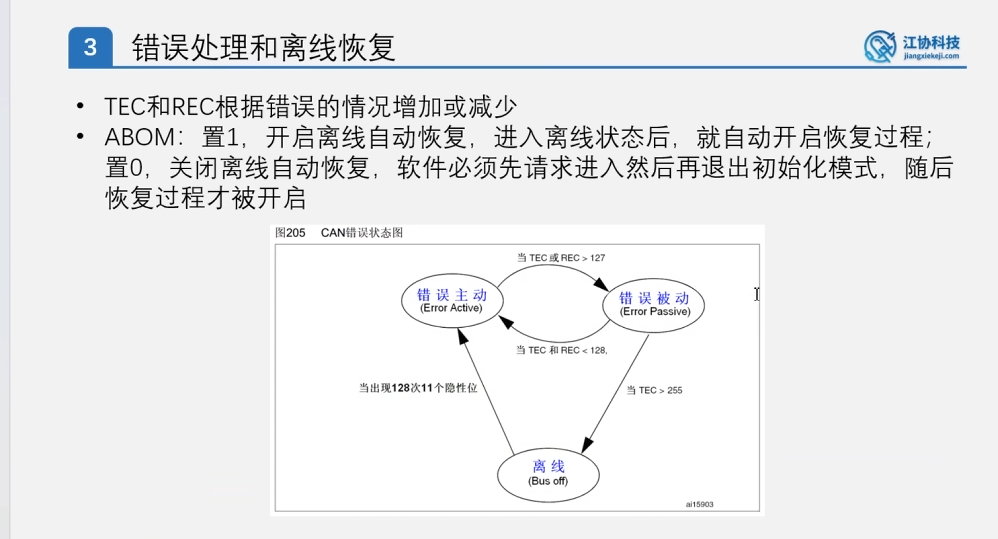 3 错误处理和离线恢复
江协科技
jiangxiekeji.com
• TEC和REC根据错误的情况增加或减少
• ABOM：置1，开启离线自动恢复，进入离线状态后，就自动开启恢复过程；
置0，关闭离线自动恢复，软件必须先请求进入然后再退出初始化模式，随后
恢复过程才被开启
图205 CAN错误状态图
当 TEC 或 REC > 127
错误主动
(Error Active)
错误被动
(Error Passive)
当 TEC 和 REC < 128,
当出现128次11个隐性位
当 TEC > 255
离线
(Bus off)
ai15903